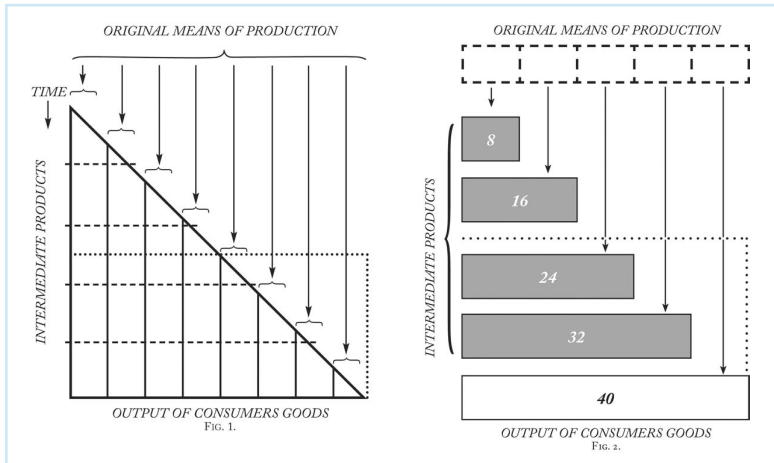 ORIGINAL MEANS OF PRODUCTION
TIME
INTERMEDIATE PRODUCTS
OUTPUT OF CONSUMERS GOODS
FIG. 1.
ORIGINAL MEANS OF PRODUCTION
INTERMEDIATE PRODUCTS
8
16
24
32
40
OUTPUT OF CONSUMERS GOODS
FIG. 2.